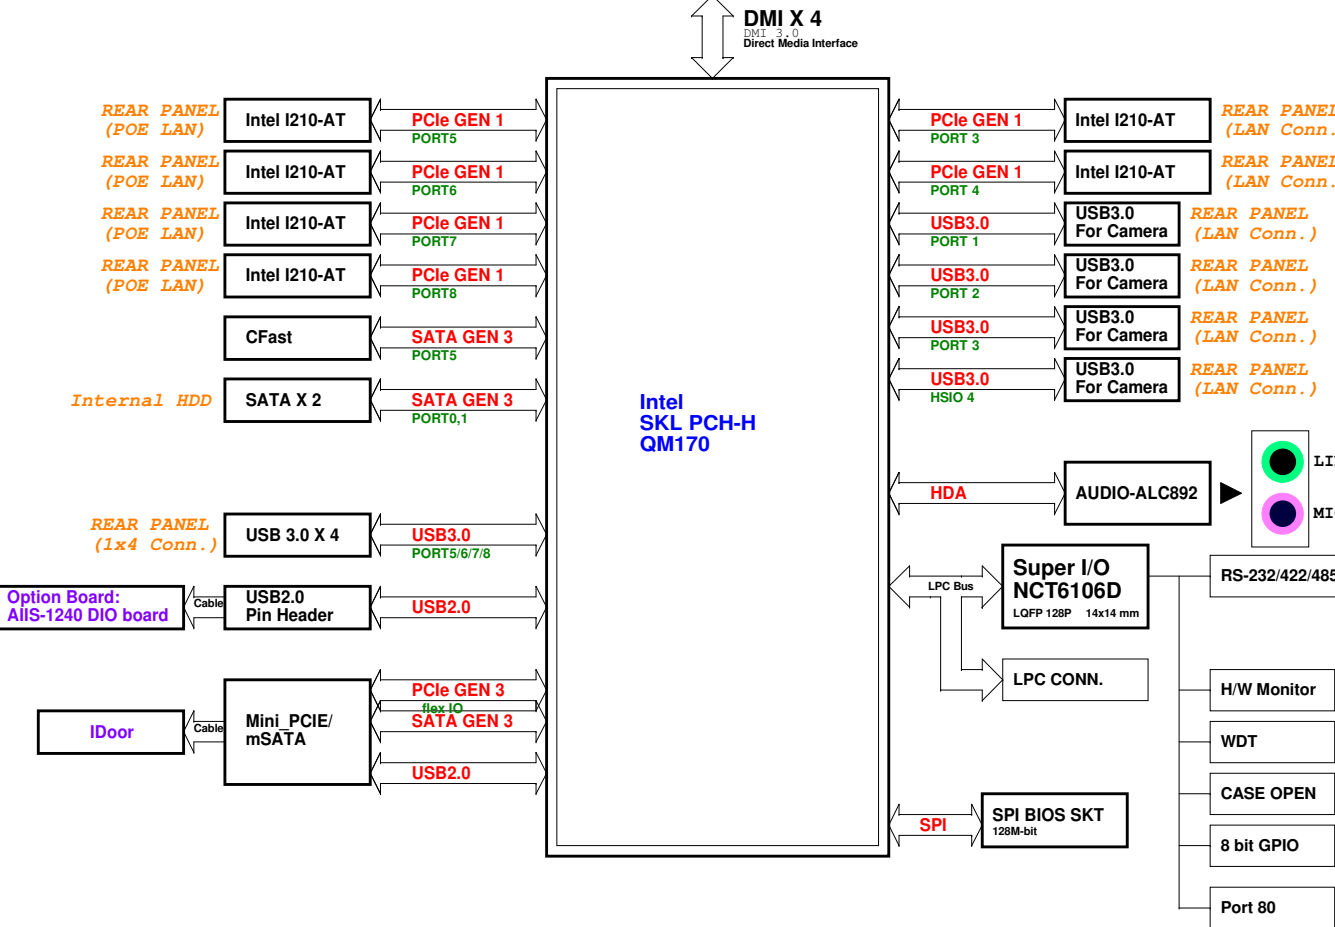 DMI X 4
DMI 3.0
Direct Media Interface
REAR PANEL
(POE LAN)
Intel I210-AT
PCIe GEN 1
PORT5
REAR PANEL
(POE LAN)
Intel I210-AT
PCIe GEN 1
PORT6
REAR PANEL
(POE LAN)
Intel I210-AT
PCIe GEN 1
PORT7
REAR PANEL
(POE LAN)
Intel I210-AT
PCIe GEN 1
PORT8
CFast
SATA GEN 3
PORT5
Internal HDD
SATA X 2
SATA GEN 3
PORT0,1
REAR PANEL
(1x4 Conn.)
USB 3.0 X 4
USB3.0
PORT5/6/7/8
Option Board:
AIIS-1240 DIO board
Cable
USB2.0
Pin Header
USB2.0
IDoor
Cable
Mini_PCIE/
mSATA
PCIe GEN 3
flex IO
SATA GEN 3
USB2.0
Intel
SKL PCH-H
QM170
PCIe GEN 1
PORT 3
Intel I210-AT
REAR PANEL
(LAN Conn.
PCIe GEN 1
PORT 4
Intel I210-AT
REAR PANEL
(LAN Conn.
USB3.0
PORT 1
USB3.0
For Camera
REAR PANEL
(LAN Conn.)
USB3.0
PORT 2
USB3.0
For Camera
REAR PANEL
(LAN Conn.)
USB3.0
PORT 3
USB3.0
For Camera
REAR PANEL
(LAN Conn.)
USB3.0
HSIO 4
USB3.0
For Camera
REAR PANEL
(LAN Conn.)
HDA
AUDIO-ALC892
LPC Bus
Super I/O
NCT6106D
LQFP 128P 14x14 mm
LPC CONN.
RS-232/422/485
H/W Monitor
WDT
CASE OPEN
8 bit GPIO
Port 80
SPI
SPI BIOS SKT
128M-bit